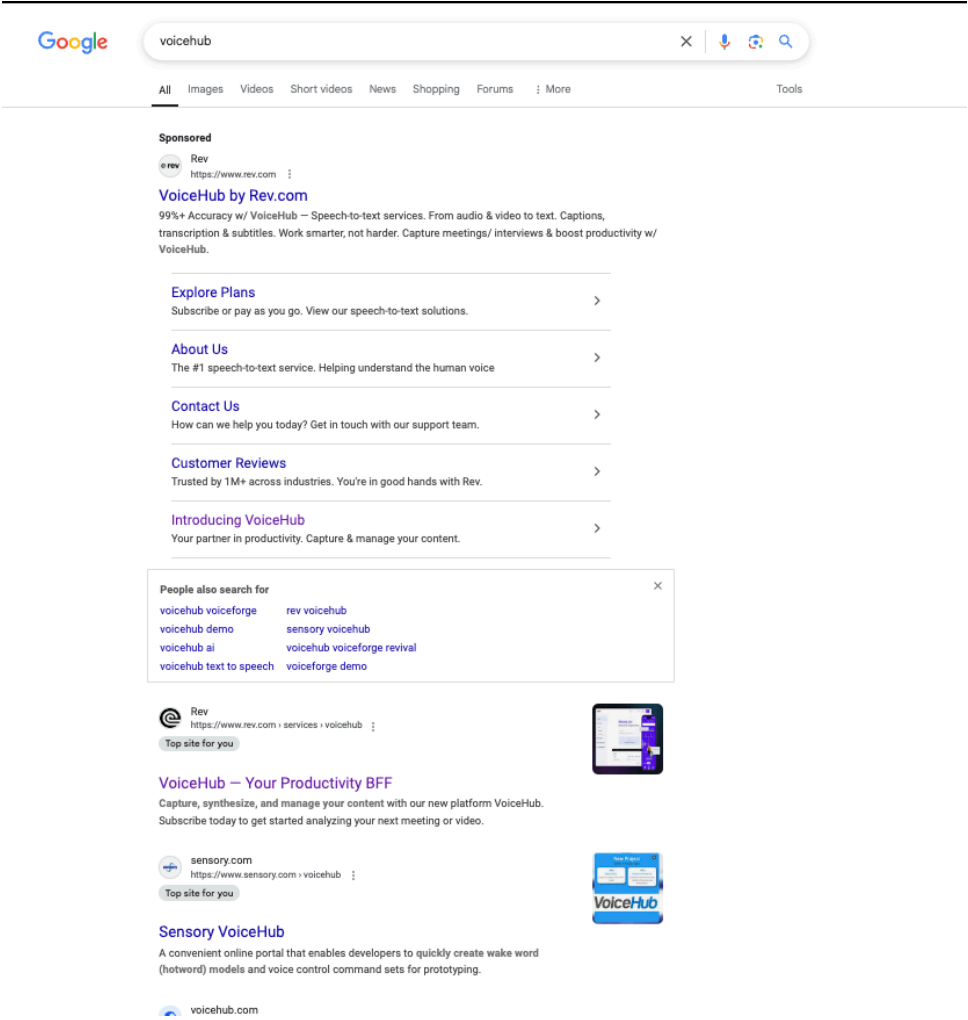 Google
voicehub
All Images Videos Short videos News Shopping Forums More Tools
Sponsored
rev
Rev
https://www.rev.com
VoiceHub by Rev.com
99%+ Accuracy w/ VoiceHub — Speech-to-text services. From audio & video to text. Captions,
transcription & subtitles. Work smarter, not harder. Capture meetings/ interviews & boost productivity w/
VoiceHub.
Explore Plans
Subscribe or pay as you go. View our speech-to-text solutions.
About Us
The #1 speech-to-text service. Helping understand the human voice
Contact Us
How can we help you today? Get in touch with our support team.
Customer Reviews
Trusted by 1M+ across industries. You're in good hands with Rev.
Introducing VoiceHub
Your partner in productivity. Capture & manage your content.
People also search for
voicehub voiceforge rev voicehub
voicehub demo sensory voicehub
voicehub ai voicehub voiceforge revival
voicehub text to speech voiceforge demo
Rev
https://www.rev.com › services › voicehub
Top site for you
VoiceHub — Your Productivity BFF
Capture, synthesize, and manage your content with our new platform VoiceHub.
Subscribe today to get started analyzing your next meeting or video.
sensory.com
https://www.sensory.com › voicehub
Top site for you
New Project
VoiceHub
Sensory VoiceHub
A convenient online portal that enables developers to quickly create wake word
(hotword) models and voice control command sets for prototyping.
voicehub.com